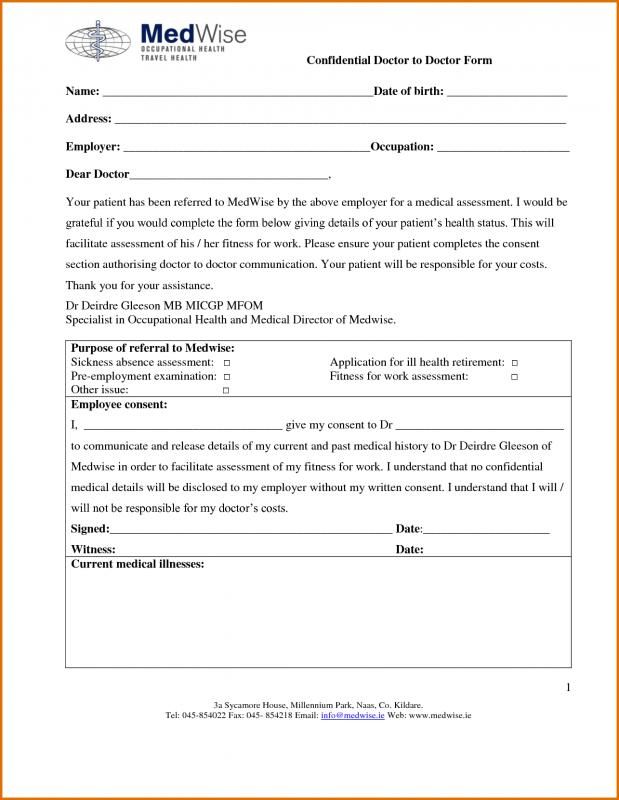 MedWise
OCCUPATIONAL HEALTH
TRAVEL HEALTH
Confidential Doctor to Doctor Form
Name: ______________________________________________Date of birth: ____________________
Address: ____________________________________________________________________________
Employer: __________________________________________Occupation: ______________________
Dear Doctor_________________________________.
Your patient has been referred to MedWise by the above employer for a medical assessment. I would be
grateful if you would complete the form below giving details of your patient's health status. This will
facilitate assessment of his / her fitness for work. Please ensure your patient completes the consent
section authorising doctor to doctor communication. Your patient will be responsible for your costs.
Thank you for your assistance.
Dr Deirdre Gleeson MB MICGP MFOM
Specialist in Occupational Health and Medical Director of Medwise.
Purpose of referral to Medwise:
Sickness absence assessment: □ Application for ill health retirement: □
Pre-employment examination: □ Fitness for work assessment: □
Other issue: □
Employee consent:
I, _________________________________ give my consent to Dr ____________________________
to communicate and release details of my current and past medical history to Dr Deirdre Gleeson of
Medwise in order to facilitate assessment of my fitness for work. I understand that no confidential
medical details will be disclosed to my employer without my written consent. I understand that I will /
will not be responsible for my doctor's costs.
Signed:_______________________________________________ Date:_____________________
Witness: Date:
Current medical illnesses:
1
3a Sycamore House, Millennium Park, Naas, Co. Kildare.
Tel: 045-854022 Fax: 045- 854218 Email: info@medwise.ie Web: www.medwise.ie